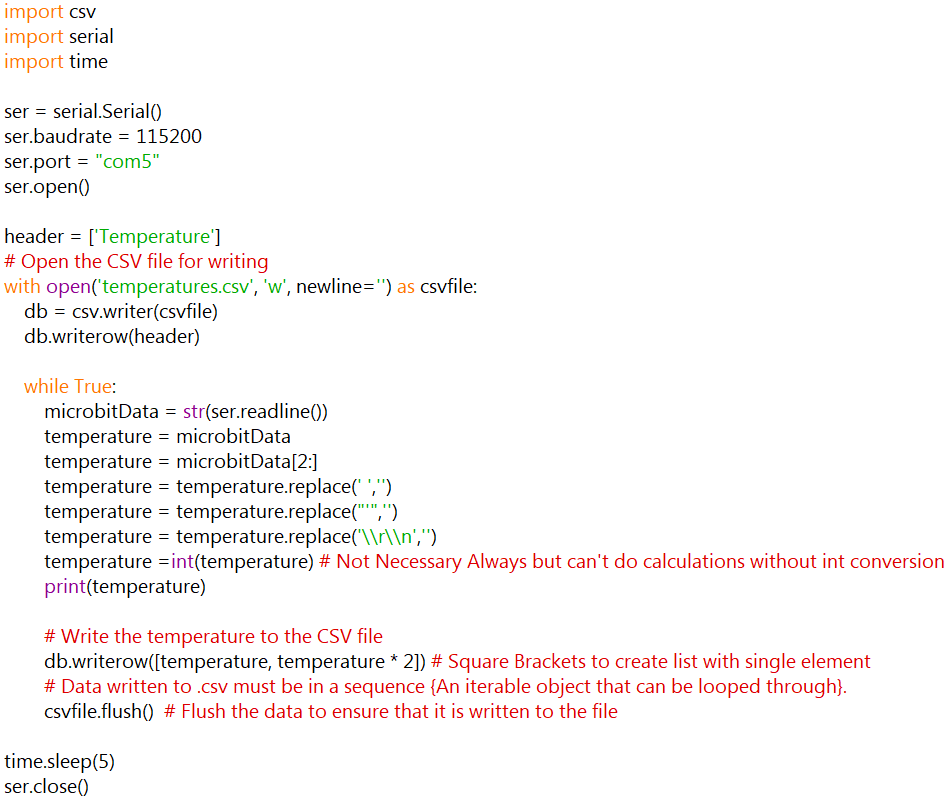 import csv
import serial
import time

ser = serial.Serial()
ser.baudrate = 115200
ser.port = "com5"
ser.open()

header = ['Temperature']
# Open the CSV file for writing
with open('temperatures.csv', 'w', newline='') as csvfile:
    db = csv.writer(csvfile)
    db.writerow(header)

    while True:
        microbitData = str(ser.readline())
        temperature = microbitData
        temperature = microbitData[2:]
        temperature = temperature.replace(' ','')
        temperature = temperature.replace("'",'')
        temperature = temperature.replace('\\r\\n','')
        temperature =int(temperature) # Not Necessary Always but can't do calculations without int conversion
        print(temperature)

        # Write the temperature to the CSV file
        db.writerow([temperature, temperature * 2]) # Square Brackets to create list with single element
        # Data written to .csv must be in a sequence {An iterable object that can be looped through}.
        csvfile.flush()  # Flush the data to ensure that it is written to the file

time.sleep(5)
ser.close()